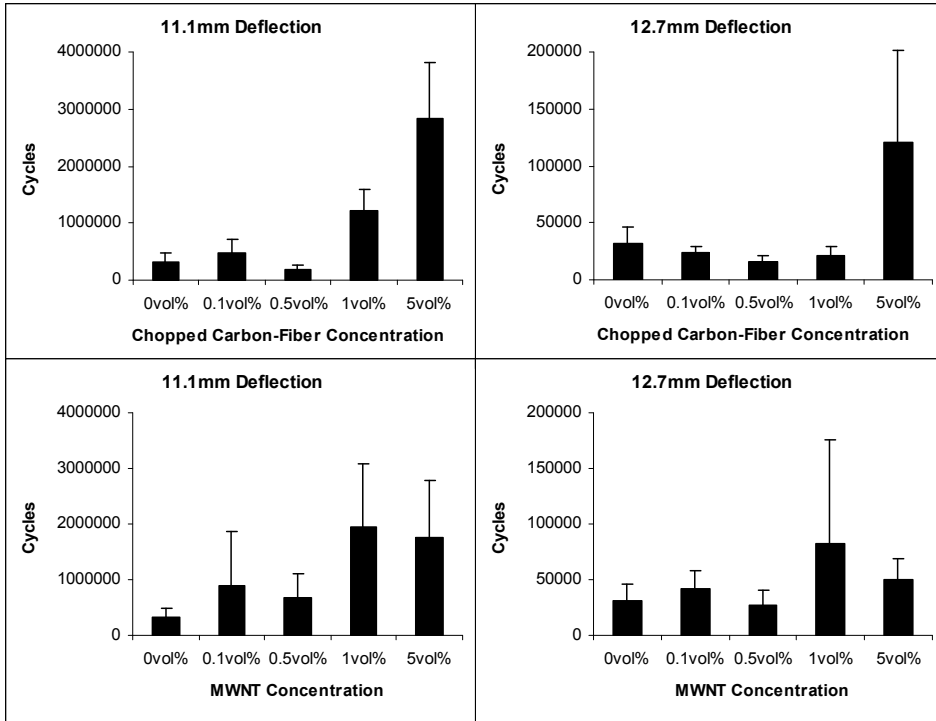 11.1mm Deflection
4000000
3000000
2000000
1000000
0
Cycles
0vol% 0.1vol% 0.5vol% 1vol% 5vol%
Chopped Carbon-Fiber Concentration
12.7mm Deflection
200000
150000
100000
50000
0
Cycles
0vol% 0.1vol% 0.5vol% 1vol% 5vol%
Chopped Carbon-Fiber Concentration
11.1mm Deflection
4000000
3000000
2000000
1000000
0
Cycles
0vol% 0.1vol% 0.5vol% 1vol% 5vol%
MWNT Concentration
12.7mm Deflection
200000
150000
100000
50000
0
Cycles
0vol% 0.1vol% 0.5vol% 1vol% 5vol%
MWNT Concentration